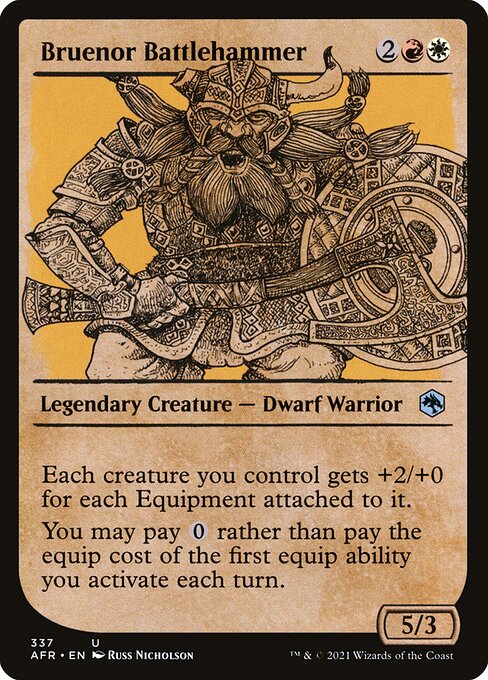 Bruenor Battlehammer 2
Legendary Creature — Dwarf Warrior
Each creature you control gets +2/+0
for each Equipment attached to it.
You may pay 0 rather than pay the
equip cost of the first equip ability
you activate each turn.
5/3
337 U
AFR • EN Russ Nicholson
™ & © 2021 Wizards of the Coast